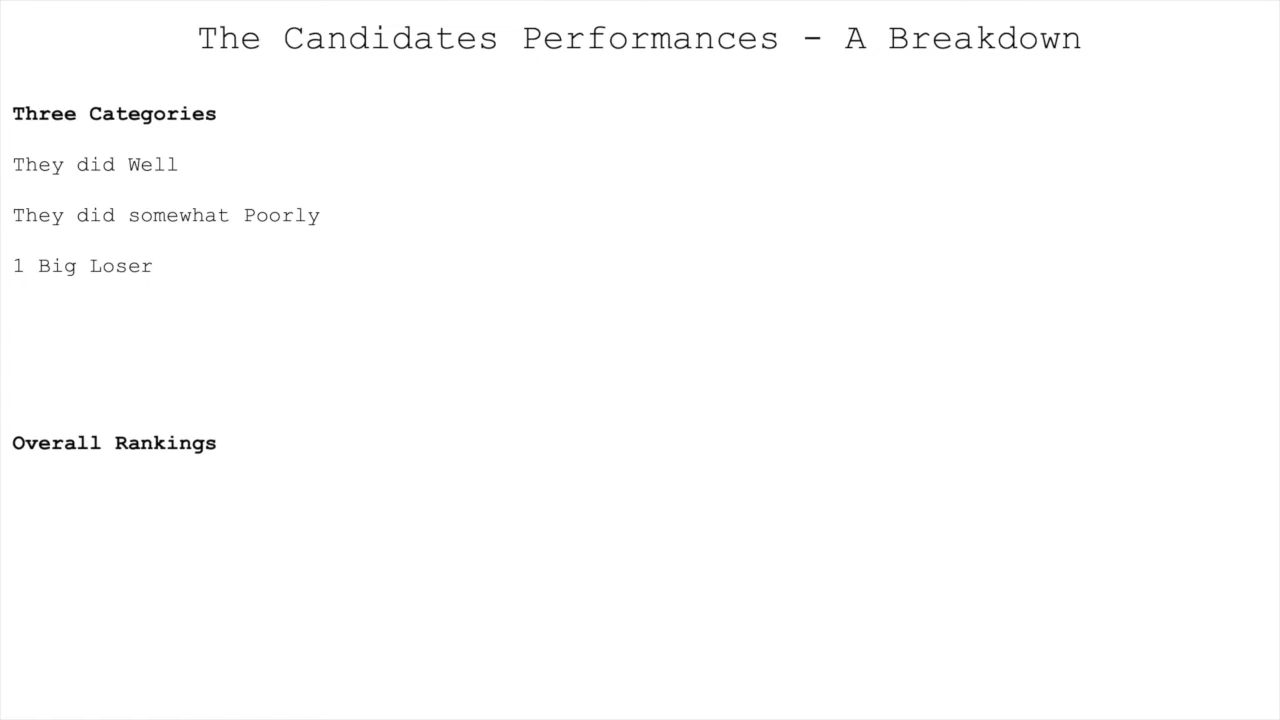 The Candidates Performances - A Breakdown
Three Categories
They did Well
They did somewhat Poorly
1 Big Loser
Overall Rankings